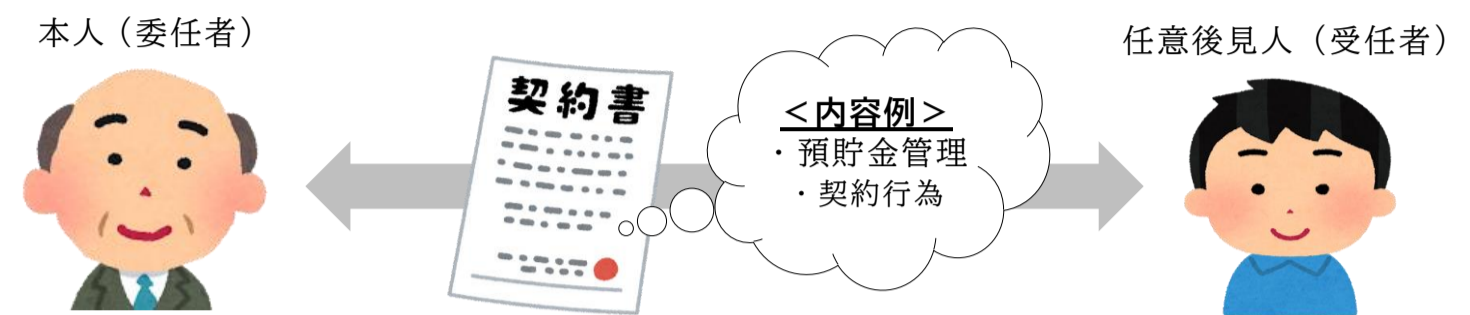 本人（委任者）
任意後見人（受任者）
契約書
＜内容例＞
・預貯金管理
・契約行為